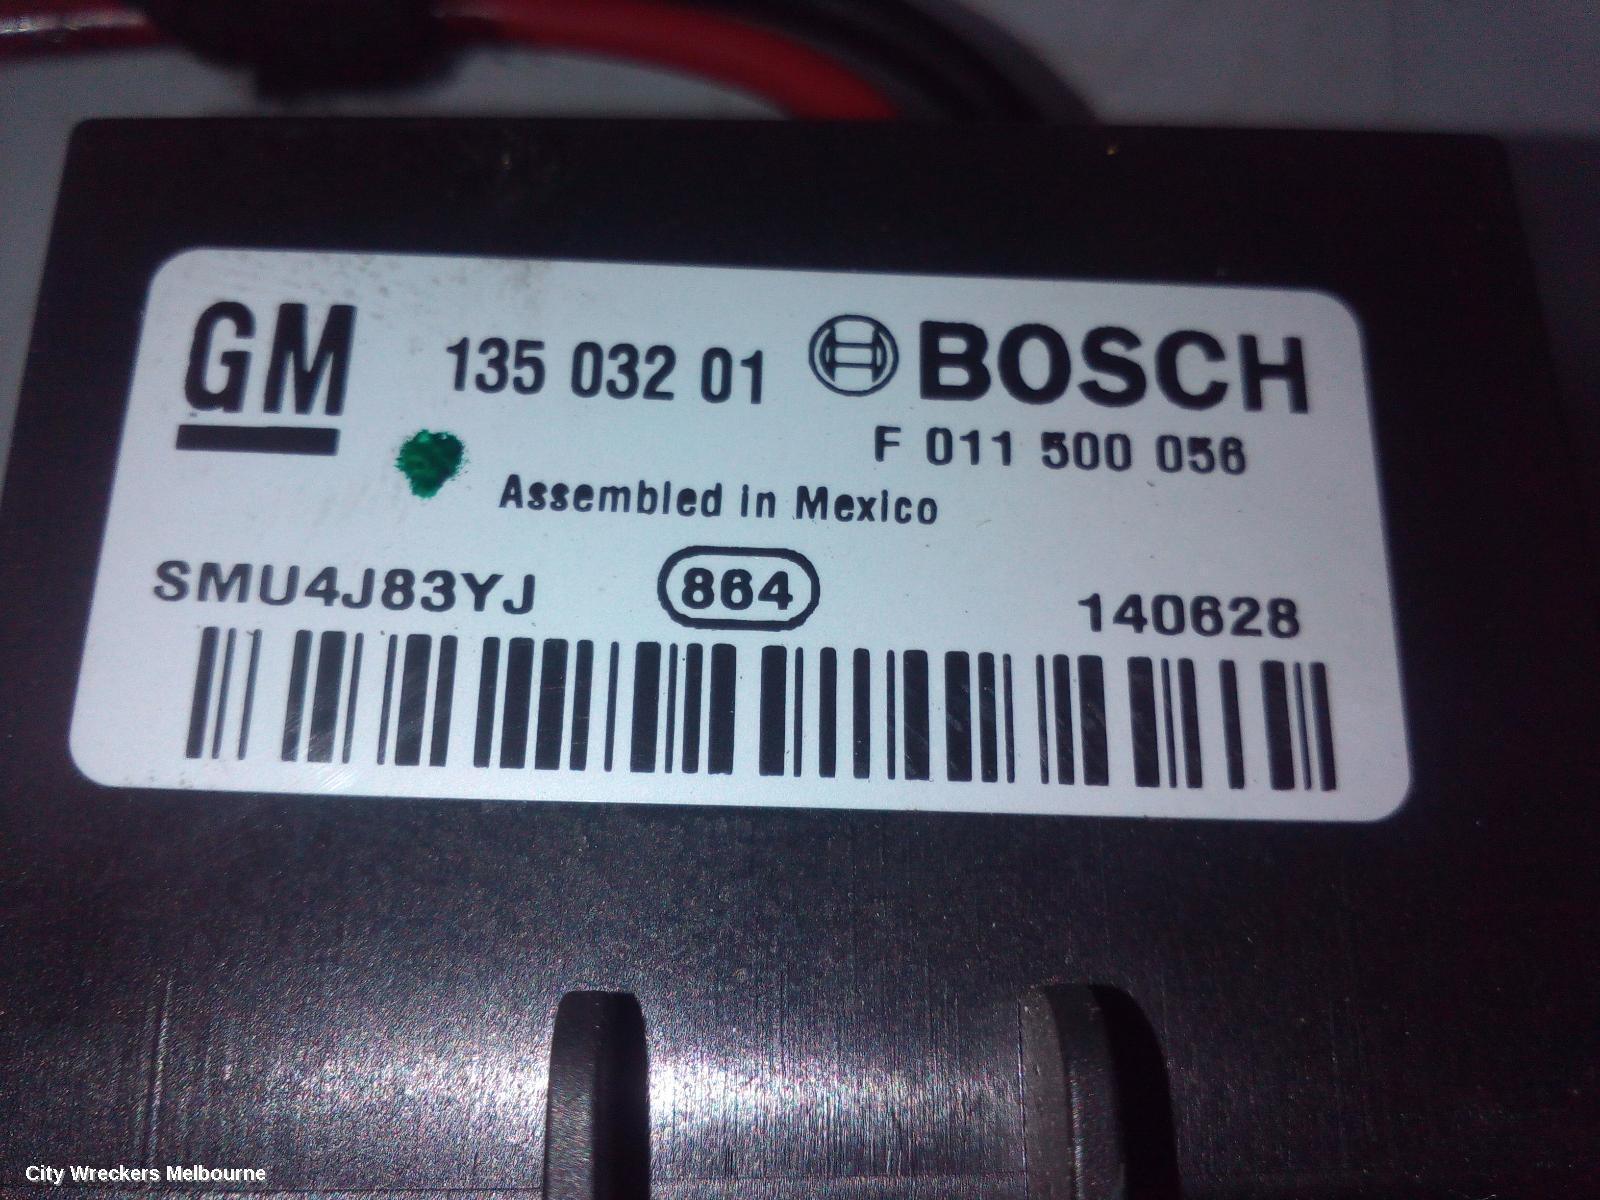 GM 135 032 01 BOSCH
F 011 500 056
Assembled in Mexico
SMU4J83YJ 864 140628
City Wreckers Melbourne